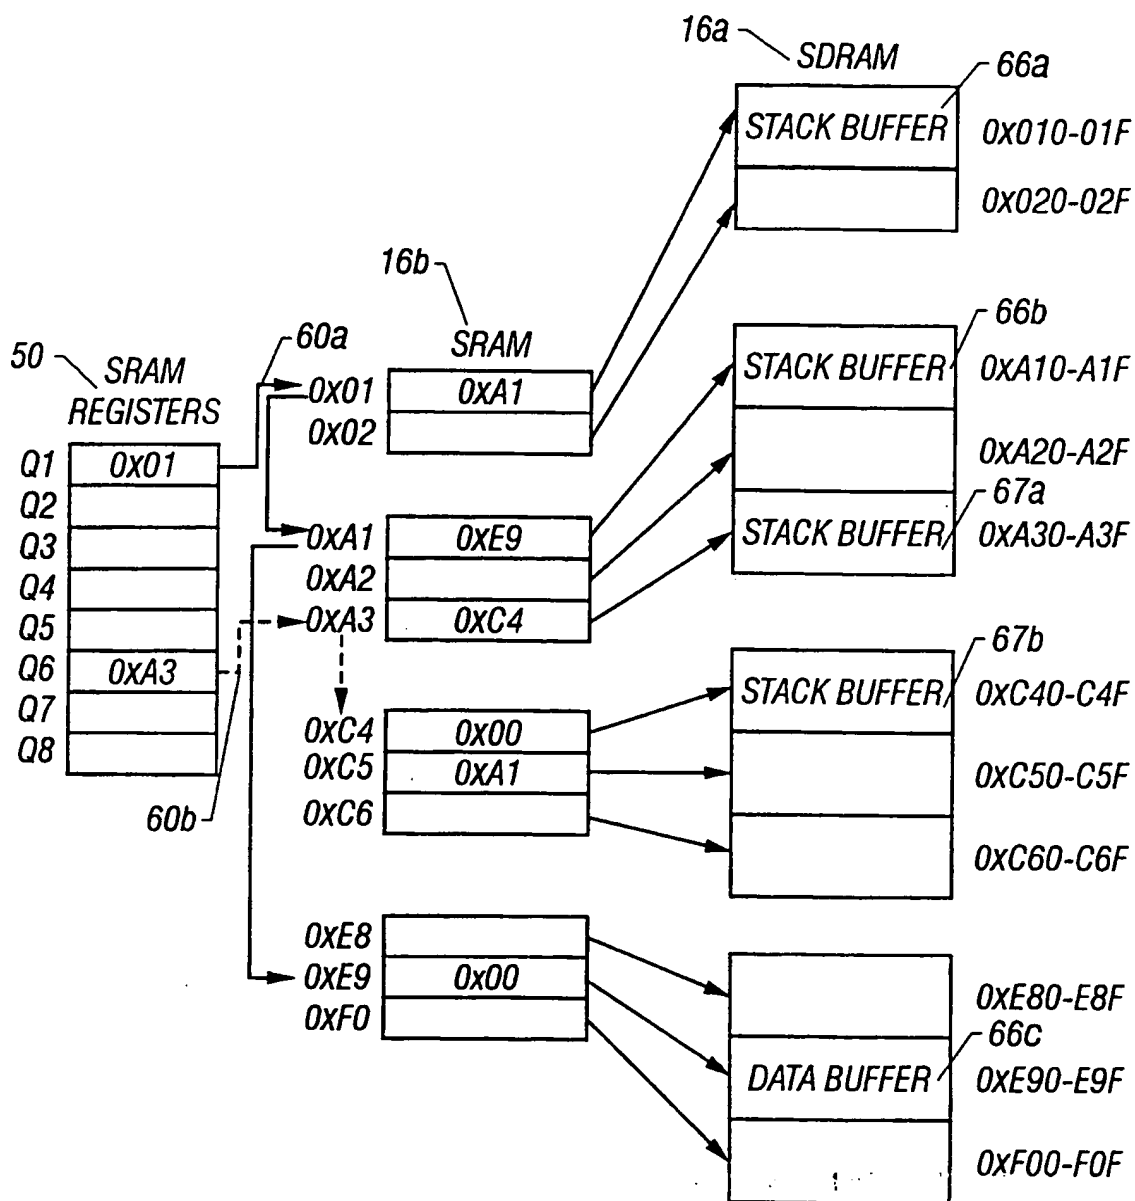 16a
SDRAM
66a
STACK BUFFER
0X010-01F
0X020-02F
16b
66b
60a
SRAM
STACK BUFFER
0XA10-A1F
50
SRAM
REGISTERS
0X01
0XA1
0X02
0XA20-A2F
Q1
0X01
67a
Q2
Q3
0XA1
0XE9
STACK BUFFER
0XA30-A3F
Q4
0XA2
Q5
0XA3
0XC4
67b
Q6
0XA3
STACK BUFFER
0XC40-C4F
Q7
0XC4
0X00
Q8
0XC5
0XA1
0XC50-C5F
60b
0XC6
0XC60-C6F
0XE8
0XE9
0X00
0XE80-E8F
0XF0
66c
DATA BUFFER
0XE90-E9F
0XF00-F0F